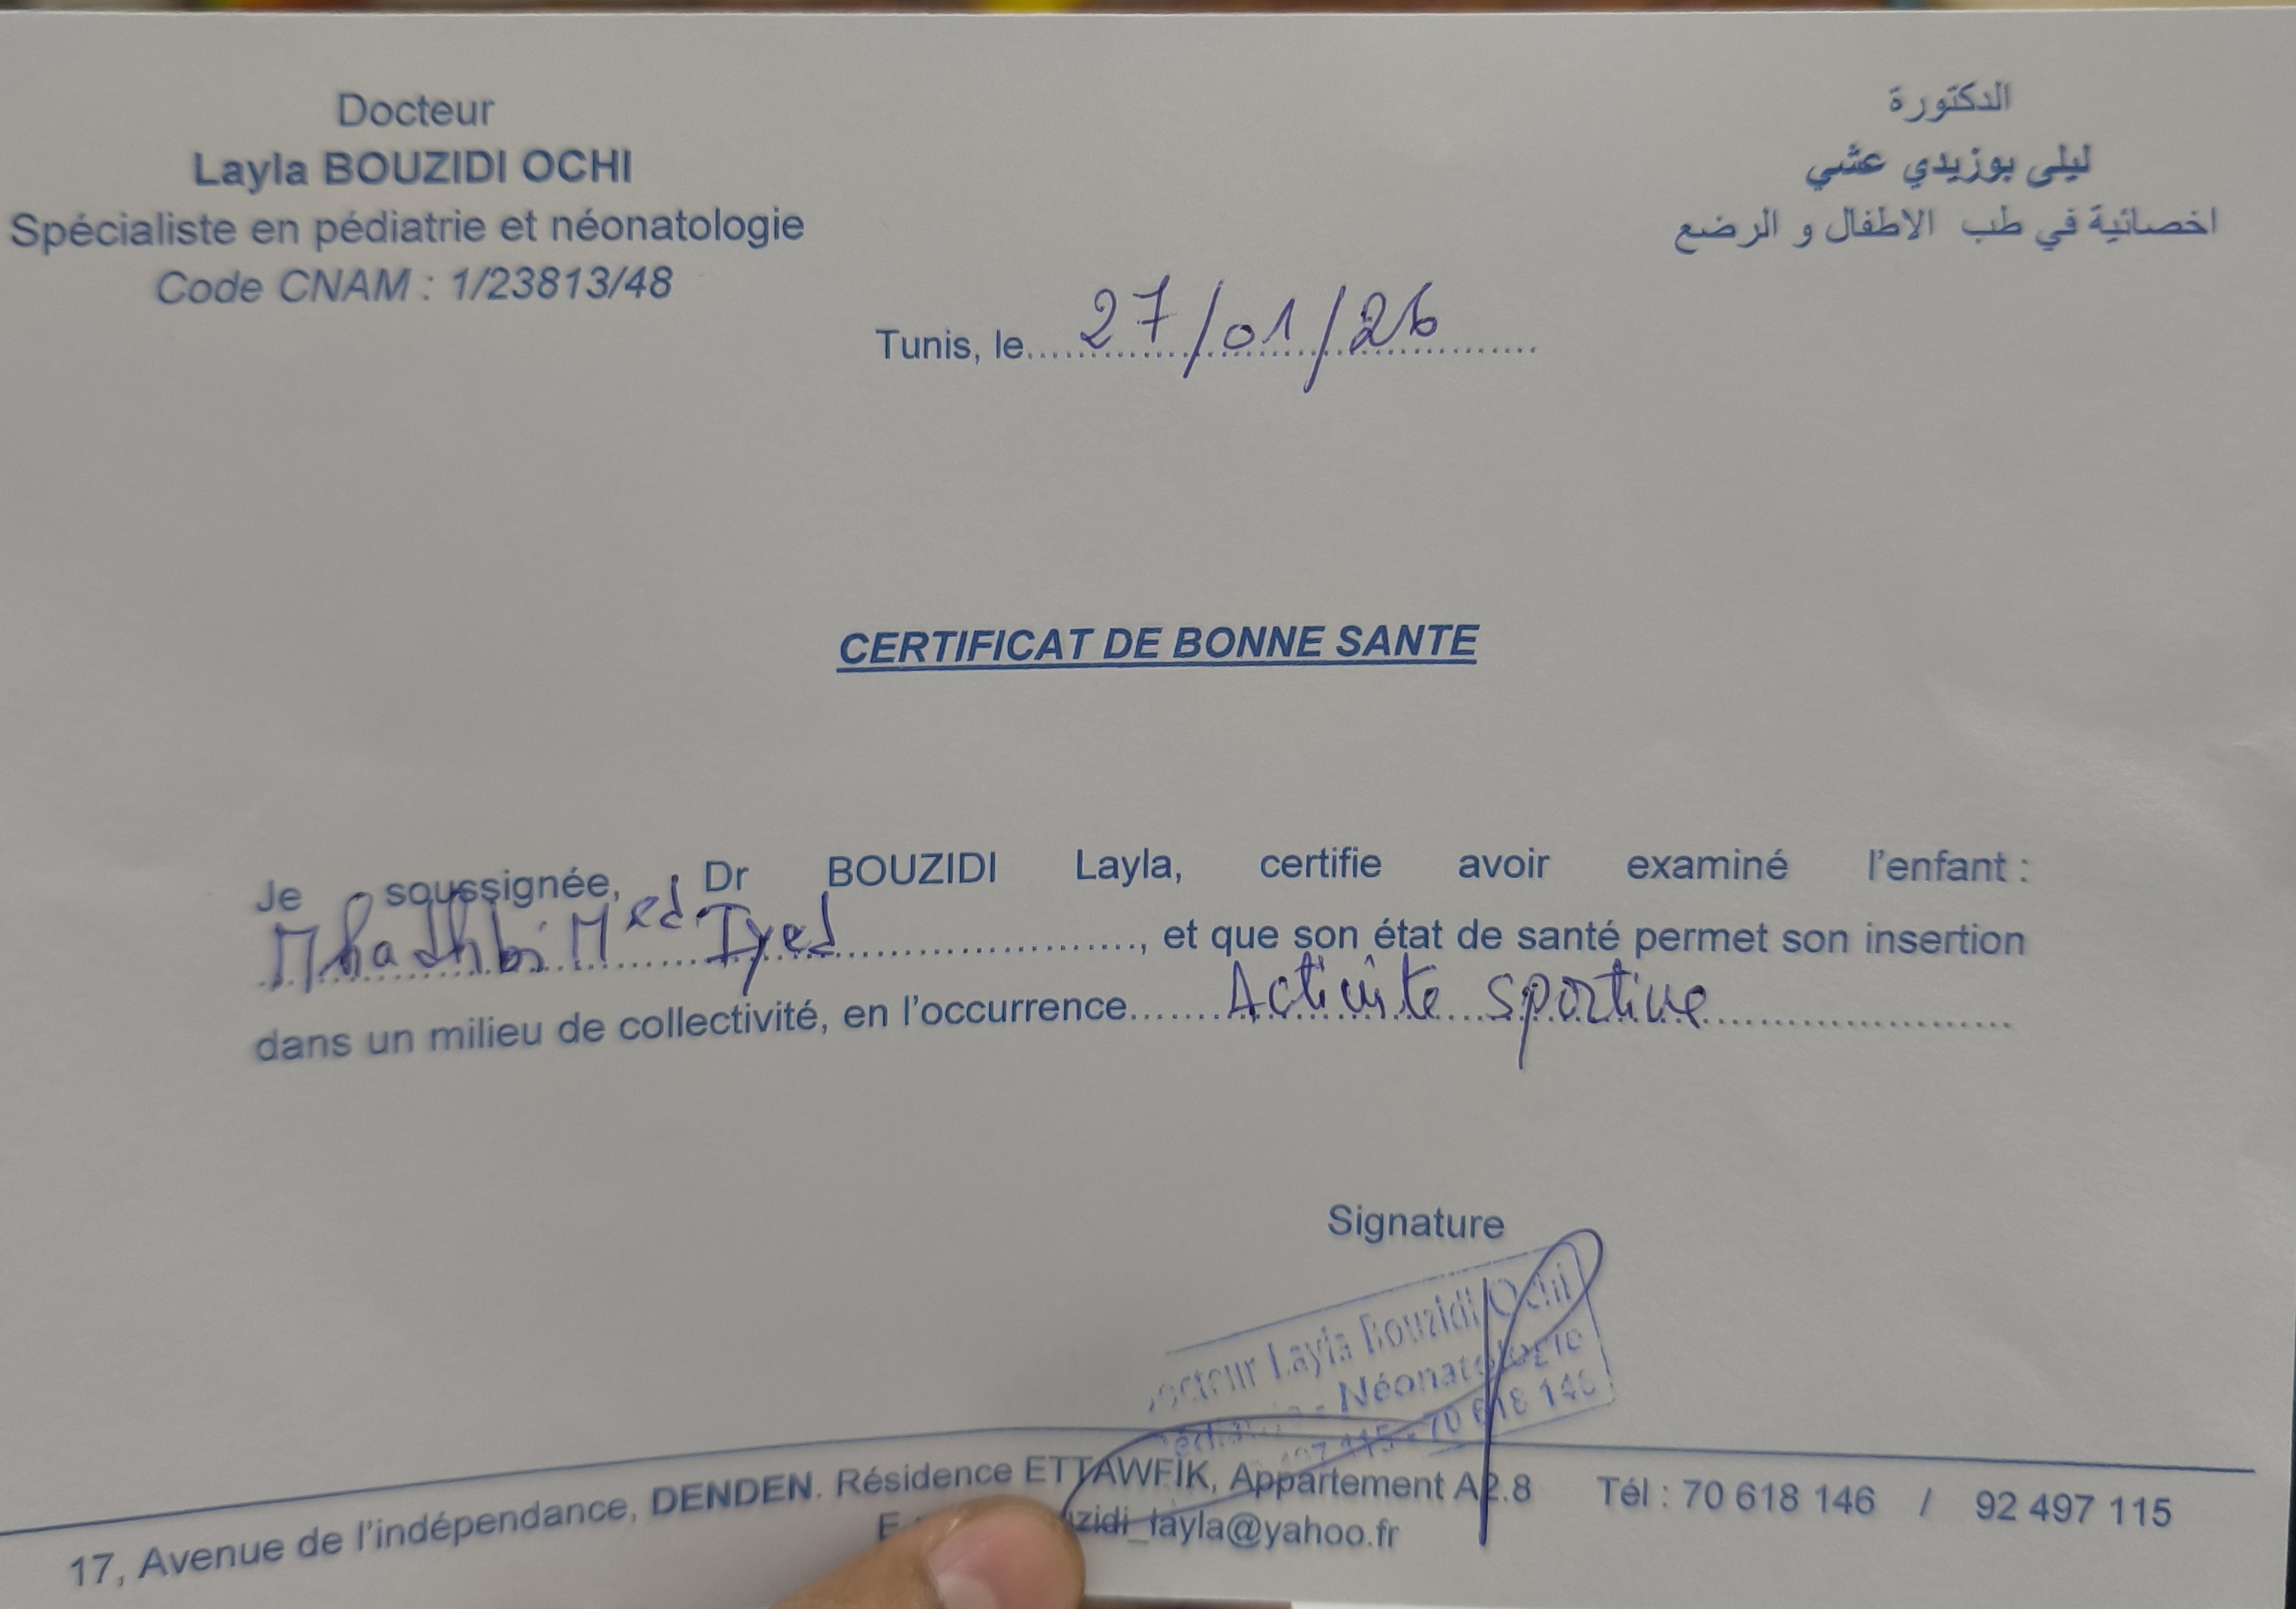 Docteur
Layla BOUZIDI OCHI
Spécialiste en pédiatrie et néonatologie
Code CNAM : 1/23813/48
الدكتورة
ليلى بوزيدي عشي
اخصائية في طب الاطفال و الرضع
Tunis, le..... 27/01/26
CERTIFICAT DE BONNE SANTE
Je soussignée, Dr BOUZIDI Layla, certifie avoir examiné l'enfant :
Mhadhbi Med Iyed ......................, et que son état de santé permet son insertion
dans un milieu de collectivité, en l'occurrence....... Activite sportive ........................
Signature
Layla Bouzidi Ochi
- Néonatologie
- 70 618 146
17, Avenue de l'indépendance, DENDEN. Résidence ETTAWFIK, Appartement A2.8 Tél : 70 618 146 / 92 497 115
zidi_layla@yahoo.fr